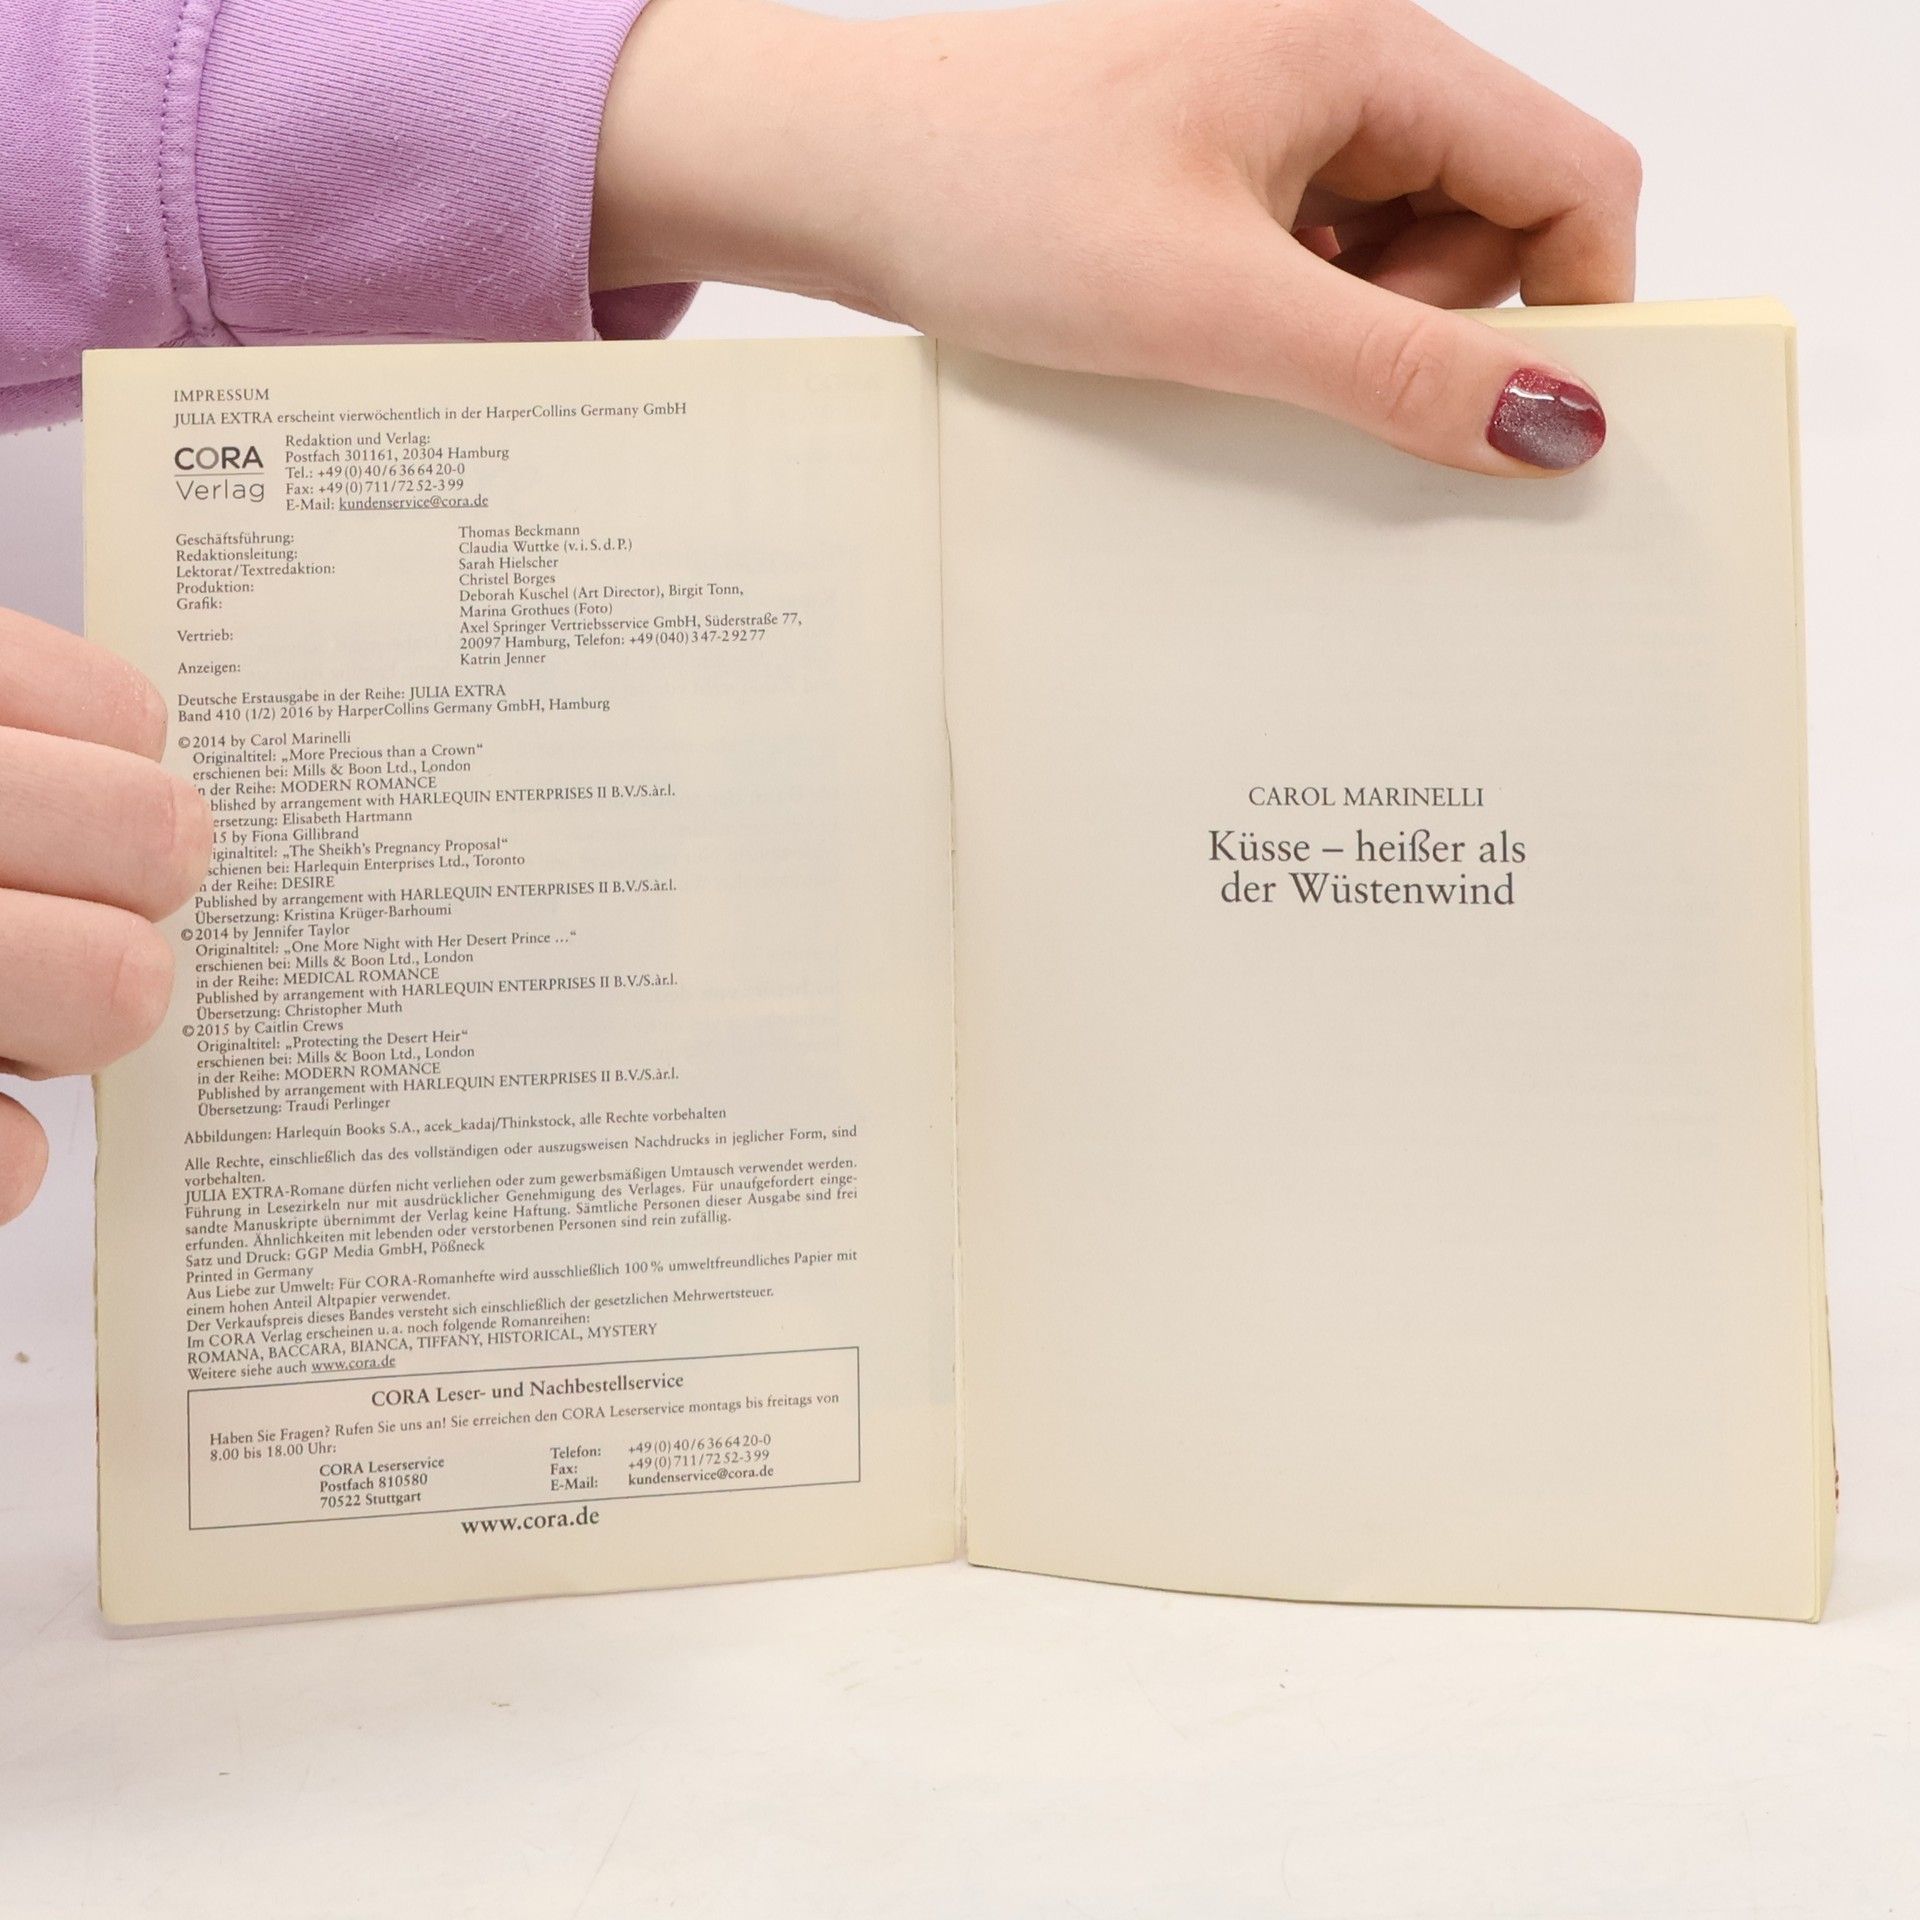 IMPRESSUM
JULIA EXTRA erscheint vierwöchentlich in der HarperCollins Germany GmbH
CORA
Verlag
Redaktion und Verlag:
Postfach 301161, 20304 Hamburg
Tel.: +49(0)40/6366420-0
Fax: +49(0)711/7252-399
E-Mail: kundenservice@cora.de
Geschäftsführung: Thomas Beckmann
Redaktionsleitung: Claudia Wuttke (v.i.S.d.P.)
Lektorat/Textredaktion: Sarah Hielscher
Produktion: Christel Borges
Grafik: Deborah Kuschel (Art Director), Birgit Tonn,
Marina Grothues (Foto)
Vertrieb: Axel Springer Vertriebsservice GmbH, Süderstraße 77,
20097 Hamburg, Telefon: +49(040)347-29277
Anzeigen: Katrin Jenner
Deutsche Erstausgabe in der Reihe: JULIA EXTRA
Band 410 (1/2) 2016 by HarperCollins Germany GmbH, Hamburg
©2014 by Carol Marinelli
Originaltitel: „More Precious than a Crown“
erschienen bei: Mills & Boon Ltd., London
n der Reihe: MODERN ROMANCE
blished by arrangement with HARLEQUIN ENTERPRISES II B.V./S.àr.l.
ersetzung: Elisabeth Hartmann
15 by Fiona Gillibrand
iginaltitel: „The Sheikh's Pregnancy Proposal“
schienen bei: Harlequin Enterprises Ltd., Toronto
n der Reihe: DESIRE
Published by arrangement with HARLEQUIN ENTERPRISES II B.V./S.àr.l.
Übersetzung: Kristina Krüger-Barhoumi
©2014 by Jennifer Taylor
Originaltitel: „One More Night with Her Desert Prince ...“
erschienen bei: Mills & Boon Ltd., London
in der Reihe: MEDICAL ROMANCE
Published by arrangement with HARLEQUIN ENTERPRISES II B.V./S.àr.l.
Übersetzung: Christopher Muth
©2015 by Caitlin Crews
Originaltitel: „Protecting the Desert Heir“
erschienen bei: Mills & Boon Ltd., London
in der Reihe: MODERN ROMANCE
Published by arrangement with HARLEQUIN ENTERPRISES II B.V./S.àr.l.
Übersetzung: Traudi Perlinger
Abbildungen: Harlequin Books S.A., acek_kadaj/Thinkstock, alle Rechte vorbehalten
Alle Rechte, einschließlich das des vollständigen oder auszugsweisen Nachdrucks in jeglicher Form, sind
vorbehalten.
JULIA EXTRA-Romane dürfen nicht verliehen oder zum gewerbsmäßigen Umtausch verwendet werden.
Führung in Lesezirkeln nur mit ausdrücklicher Genehmigung des Verlages. Für unaufgefordert einge-
sandte Manuskripte übernimmt der Verlag keine Haftung. Sämtliche Personen dieser Ausgabe sind frei
erfunden. Ähnlichkeiten mit lebenden oder verstorbenen Personen sind rein zufällig.
Satz und Druck: GGP Media GmbH, Pößneck
Printed in Germany
Aus Liebe zur Umwelt: Für CORA-Romanhefte wird ausschließlich 100% umweltfreundliches Papier mit
einem hohen Anteil Altpapier verwendet.
Der Verkaufspreis dieses Bandes versteht sich einschließlich der gesetzlichen Mehrwertsteuer.
Im CORA Verlag erscheinen u.a. noch folgende Romanreihen:
ROMANA, BACCARA, BIANCA, TIFFANY, HISTORICAL, MYSTERY
Weitere siehe auch www.cora.de
CORA Leser- und Nachbestellservice
Haben Sie Fragen? Rufen Sie uns an! Sie erreichen den CORA Leserservice montags bis freitags von
8.00 bis 18.00 Uhr:
CORA Leserservice Telefon: +49(0)40/6366420-0
Postfach 810580 Fax: +49(0)711/7252-399
70522 Stuttgart E-Mail: kundenservice@cora.de
www.cora.de
CAROL MARINELLI
Küsse – heißer als
der Wüstenwind